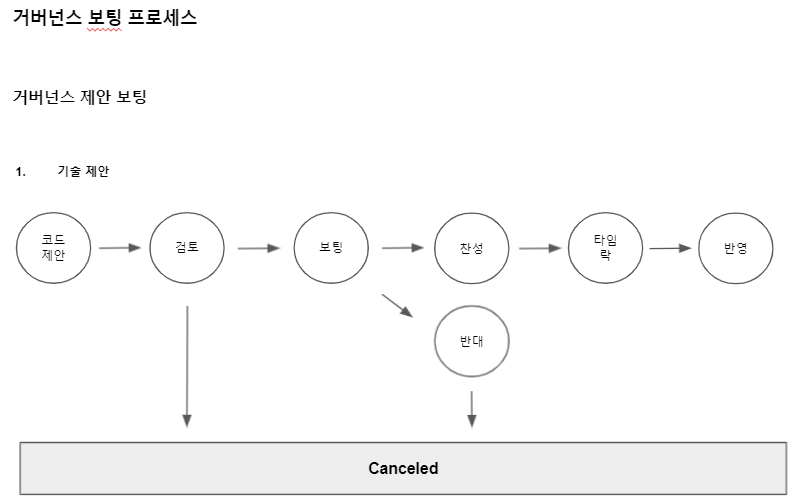 거버넌스 보팅 프로세스
거버넌스 제안 보팅
1. 기술 제안
코드
제안
검토
보팅
찬성
타임
락
반영
반대
Canceled